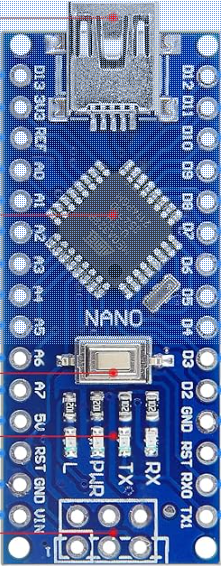 D13 D12
3V3 D11
REF D10
A0 D9
A1 D8
A2 D7
A3 D6
A4 D5
A5 D4
NANO
A6 D3
A7 D2
5V GND
RST RST
GND RX0
VIN TX1
L PWR TX RX